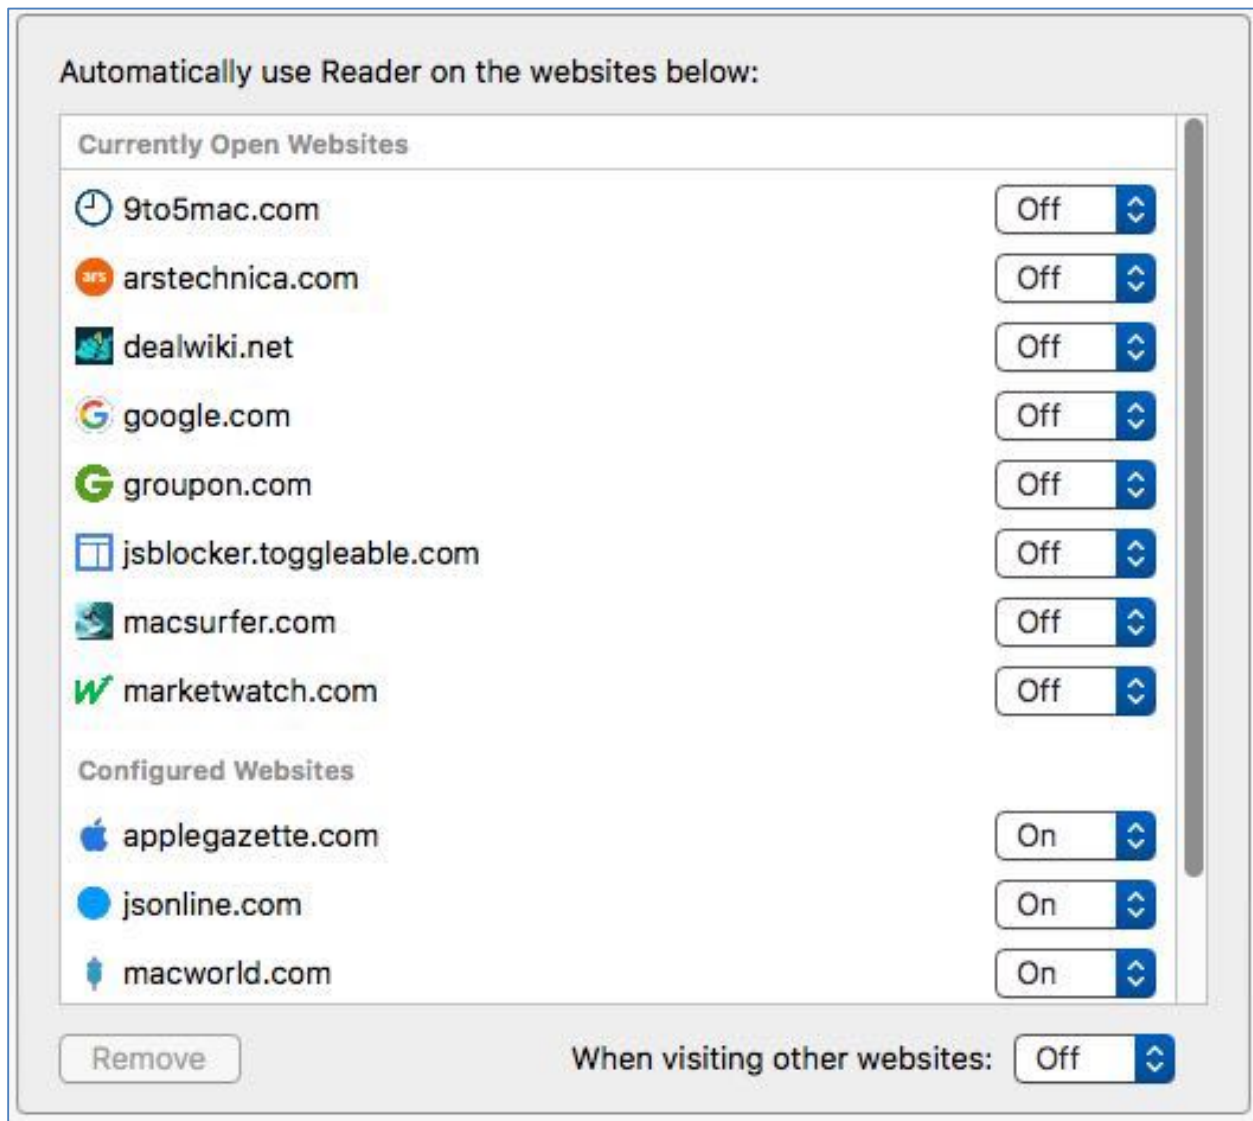 Automatically use Reader on the websites below:
Currently Open Websites
9to5mac.com Off
ars arstechnica.com Off
dealwiki.net Off
google.com Off
groupon.com Off
jsblocker.toggleable.com Off
macsurfer.com Off
marketwatch.com Off
Configured Websites
applegazette.com On
jsonline.com On
macworld.com On
Remove When visiting other websites: Off